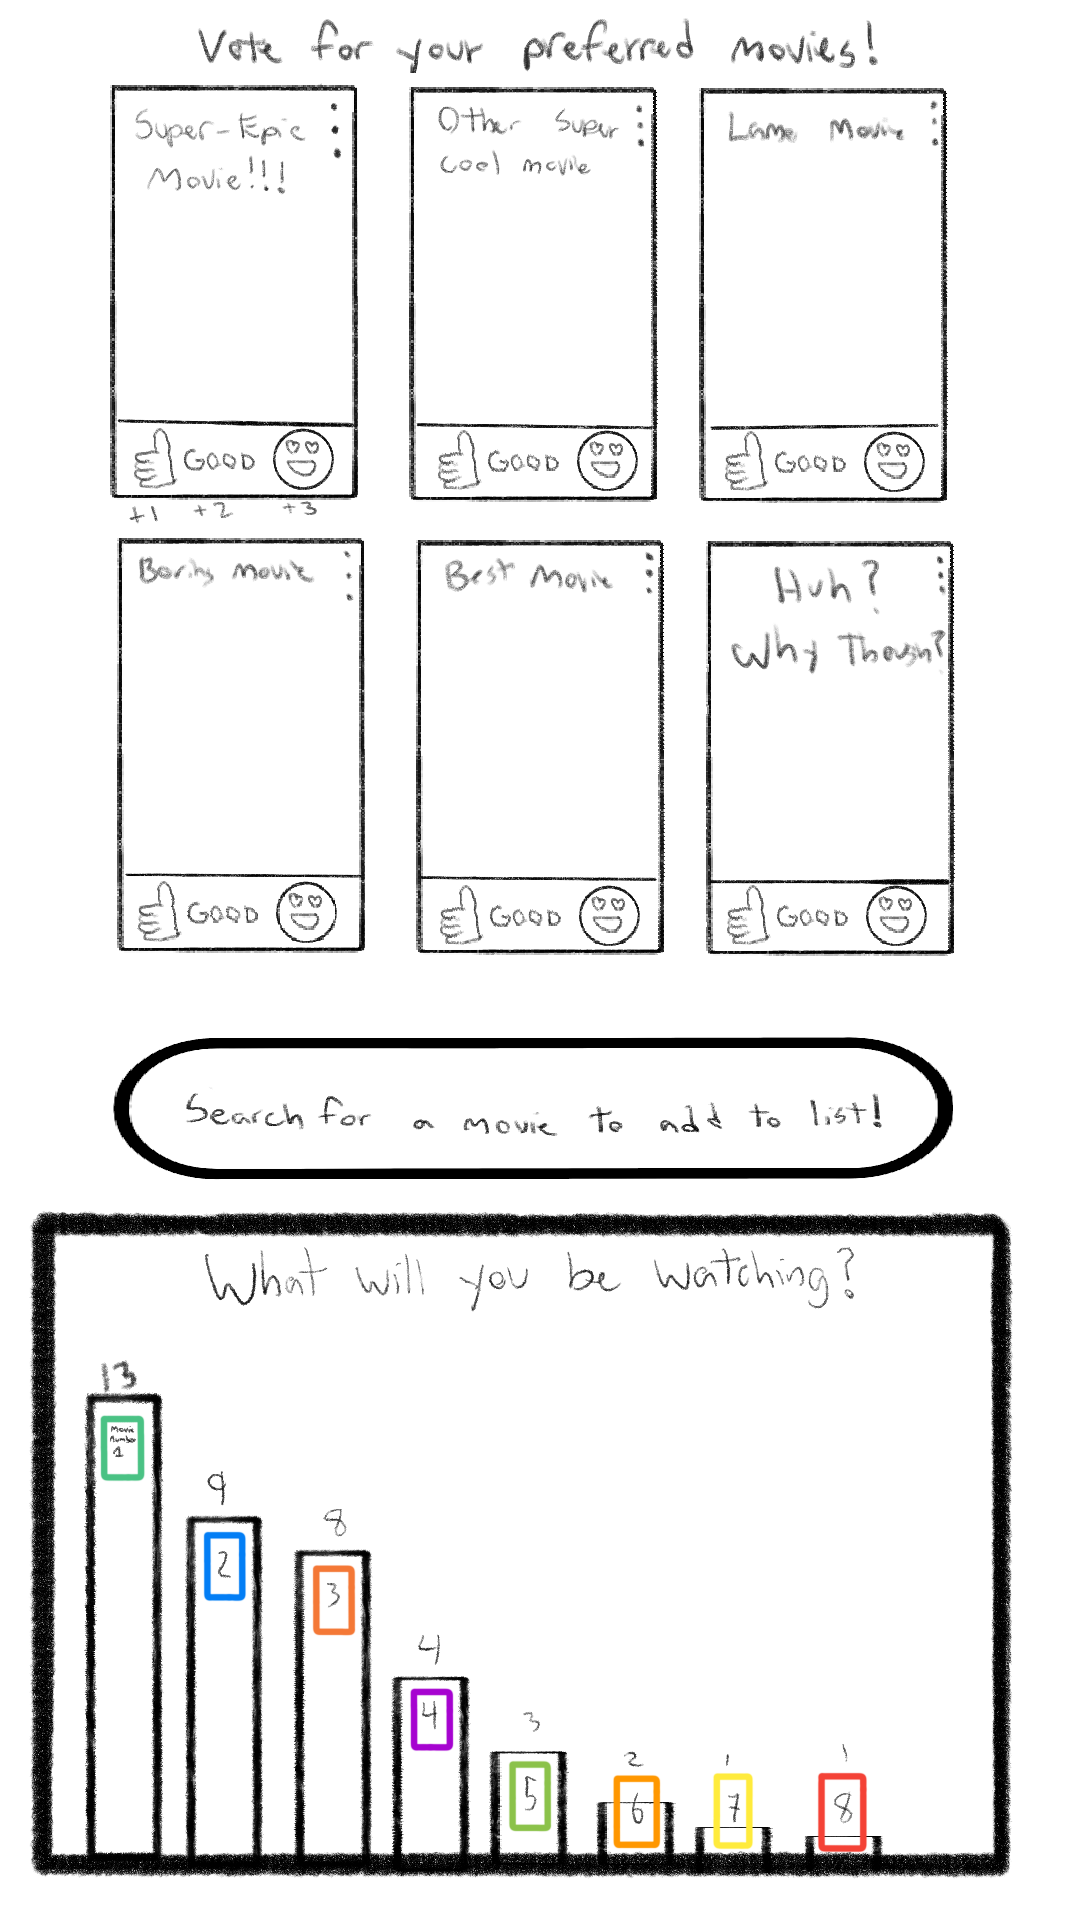 Vote for your preferred movies!
Super-Epic
Movie!!!
Other Super
cool movie
Lame Movie
GOOD
GOOD
GOOD
+1 +2 +3
Boring movie
Best Movie
Huh?
Why Though?
GOOD
GOOD
GOOD
Search for a movie to add to list!
What will you be watching?
13
Movie
Number
1
9
2
8
3
4
4
3
5
2
6
1
7
1
8